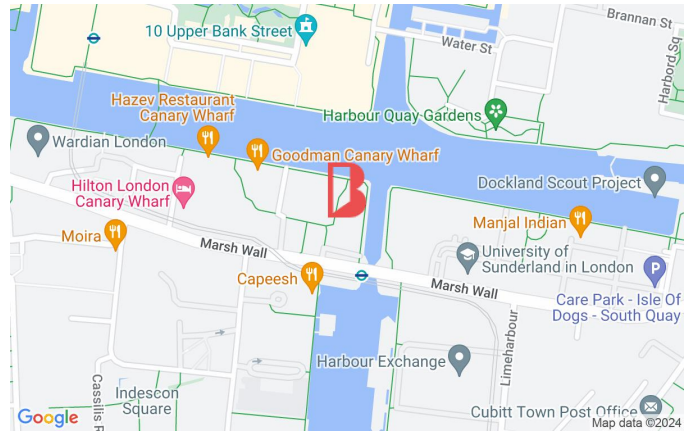 Brannan St
10 Upper Bank Street
Water St
Harbord Sq
Hazev Restaurant
Canary Wharf
Harbour Quay Gardens
Wardian London
Goodman Canary Wharf
Hilton London
Canary Wharf
Dockland Scout Project
Moira
Manjal Indian
Marsh Wall
University of
Sunderland in London
Capeesh
Marsh Wall
Care Park - Isle Of
Dogs - South Quay
Limeharbour
Harbour Exchange
Cassilis R
Indescon
Square
Cubitt Town Post Office
Google
Map data ©2024
B
P